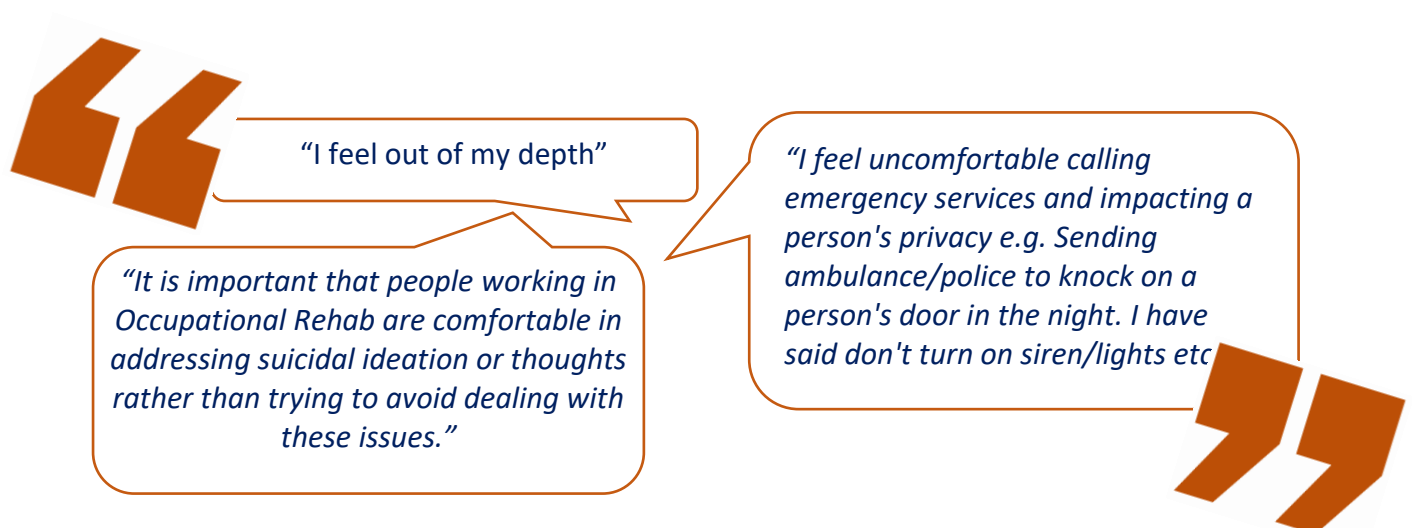 “I feel out of my depth”
“It is important that people working in
Occupational Rehab are comfortable in
addressing suicidal ideation or thoughts
rather than trying to avoid dealing with
these issues.”
“I feel uncomfortable calling
emergency services and impacting a
person's privacy e.g. Sending
ambulance/police to knock on a
person's door in the night. I have
said don't turn on siren/lights etc